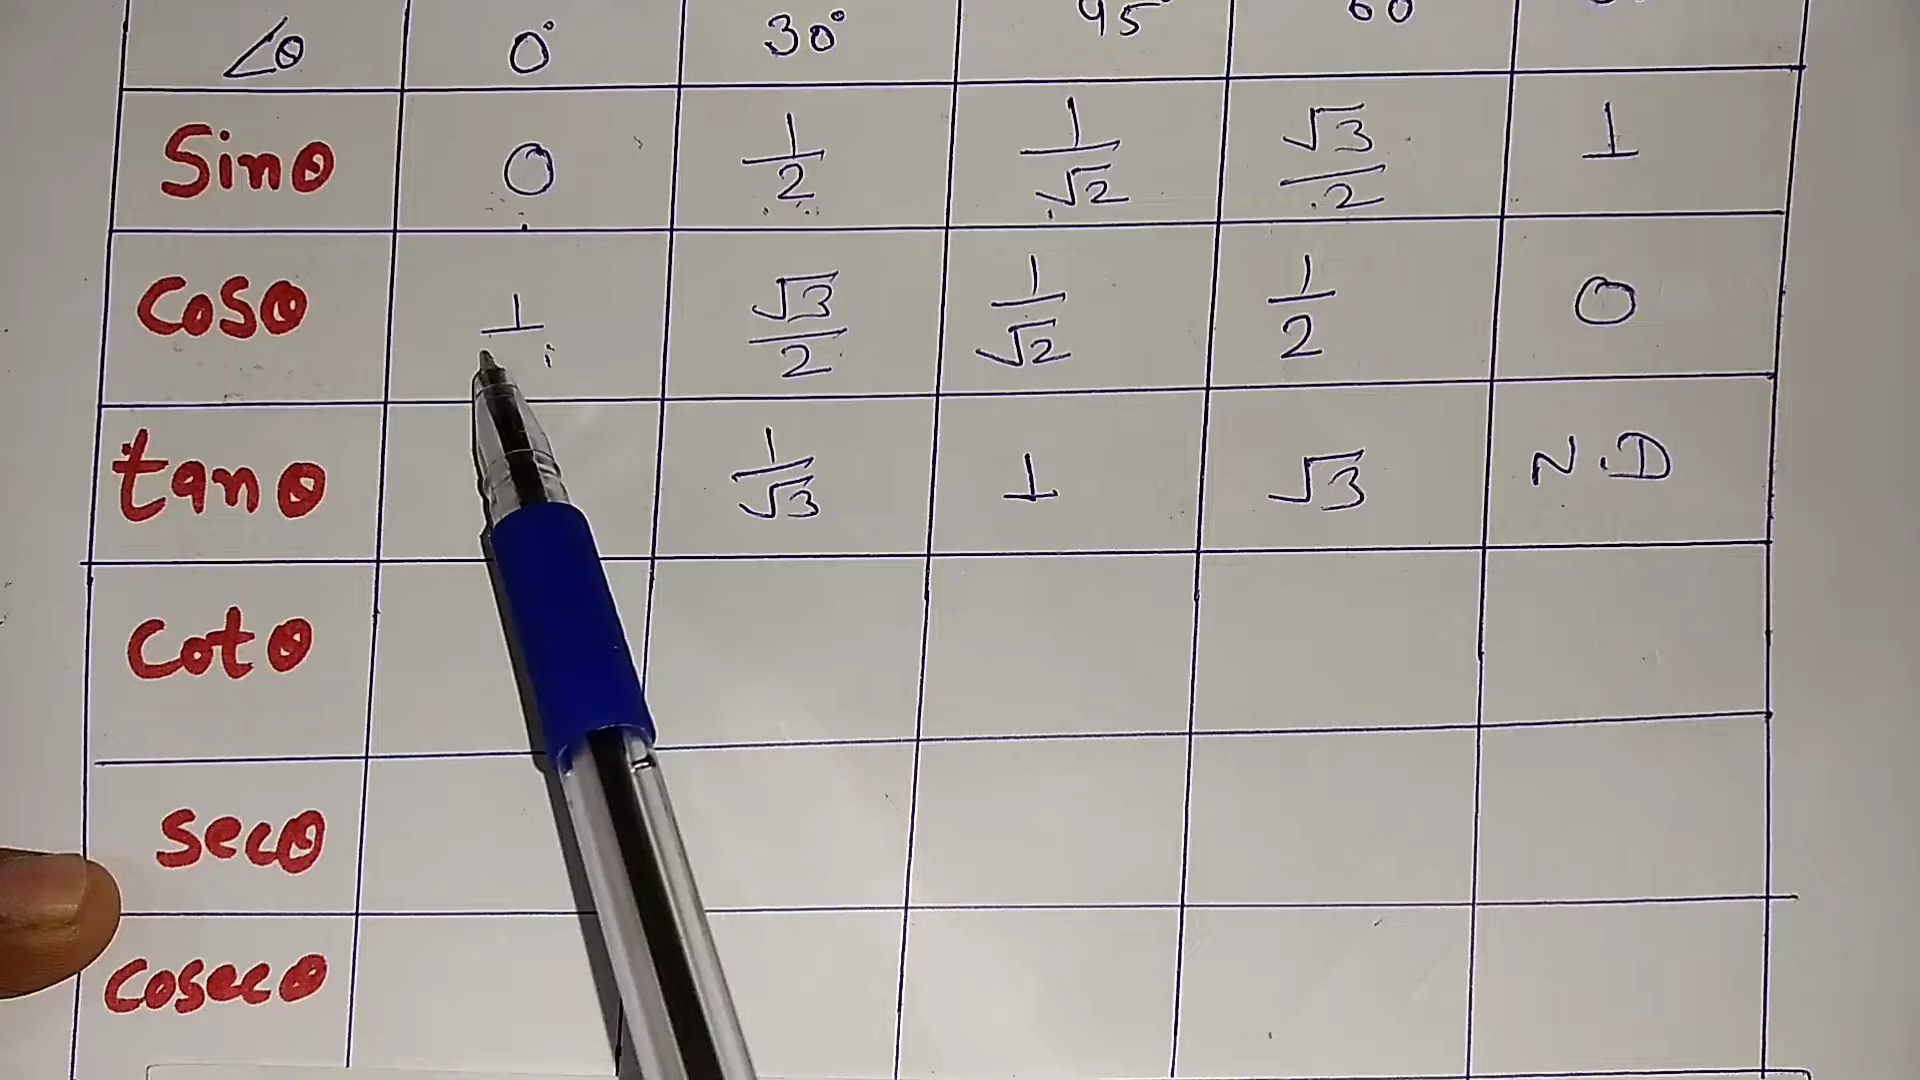 ∠θ 0° 30° 45° 60
Sinθ 0 1/2 1/√2 √3/2 1
Cosθ 1 √3/2 1/√2 1/2 0
tanθ 1/√3 1 √3 N.D
Cotθ
Secθ
Cosecθ